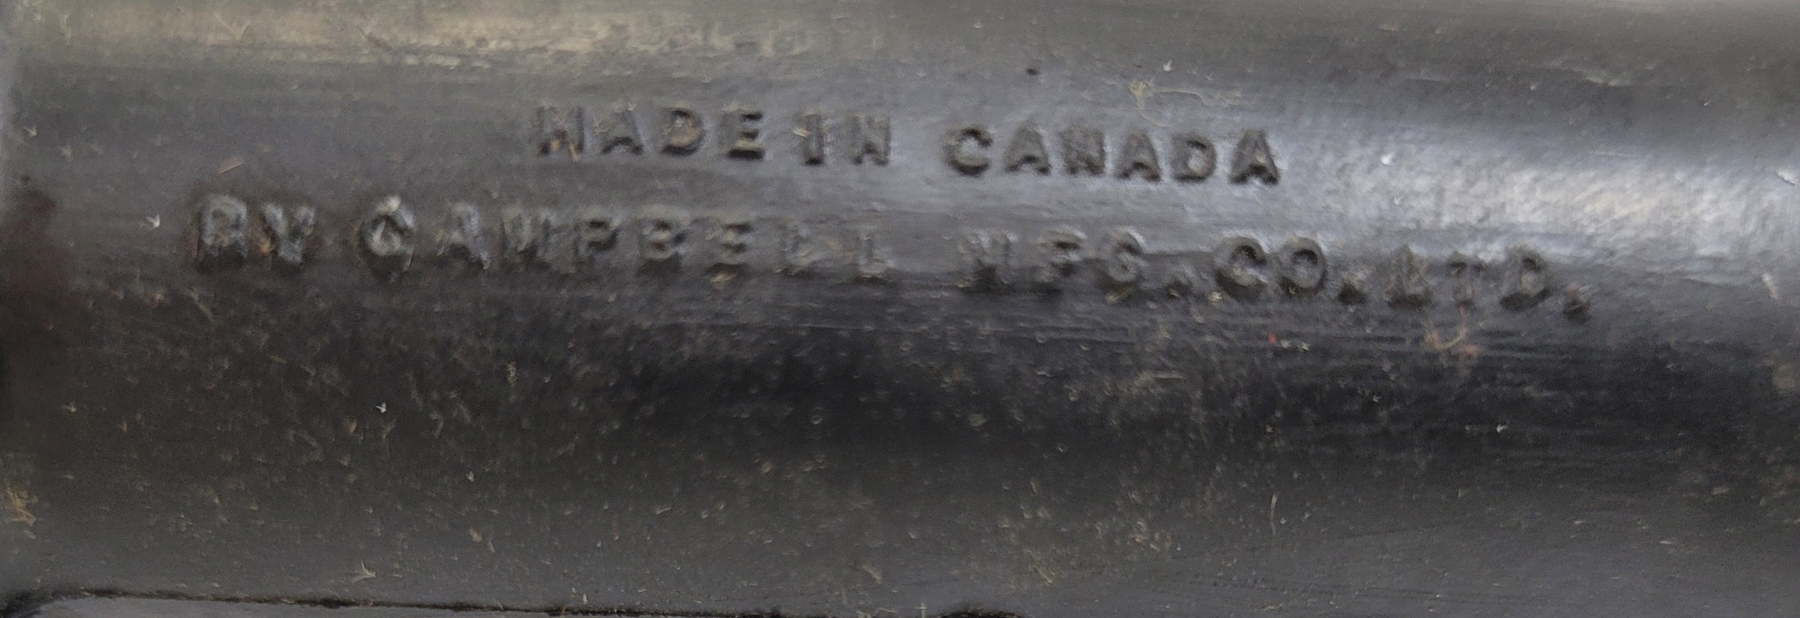 MADE IN CANADA
BY CAMPBELL MFG. CO. LTD.